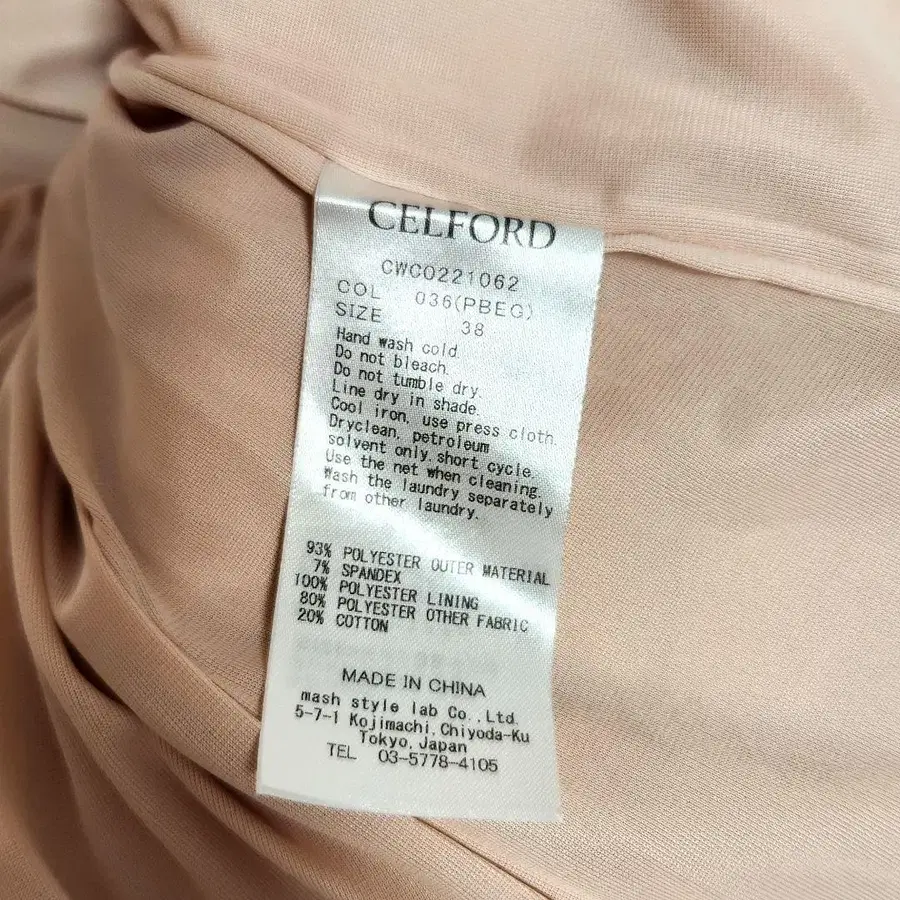 CELFORD
CWCO221062
COL 036(PBEG)
SIZE 38
Hand wash cold.
Do not bleach.
Do not tumble dry.
Line dry in shade.
Cool iron, use press cloth.
Dryclean, petroleum
solvent only.short cycle.
Use the net when cleaning.
Wash the laundry separately
from other laundry.
93% POLYESTER OUTER MATERIAL
7% SPANDEX
100% POLYESTER LINING
80% POLYESTER OTHER FABRIC
20% COTTON
MADE IN CHINA
mash style lab Co.,Ltd.
5-7-1 Kojimachi,Chiyoda-Ku
Tokyo,Japan
TEL 03-5778-4105